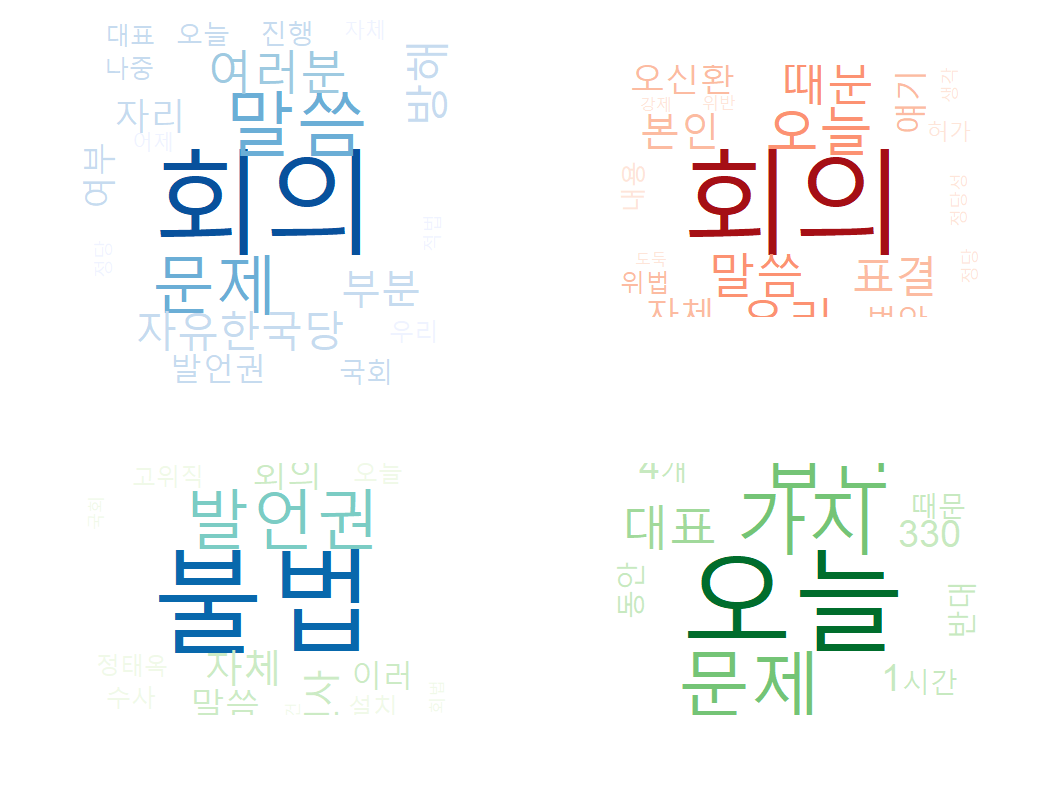 대표 오늘 진행 자체
나중 여러분 방해
자리 말씀
어제
여부 회의
정당 적법
문제 부분
자유한국당 우리
발언권 국회
오신환 때문 얘기 생각
강제 위반
본인 오늘 허가
내용 회의 정당성
도둑
위법 말씀 표결 정당
자체 우리
고위직 회의 오늘
국회 발언권
불법
정태옥 자체 이러
수사 말씀 설치
4개
대표 가지 때문
330
동안 오늘 반대
문제 1시간